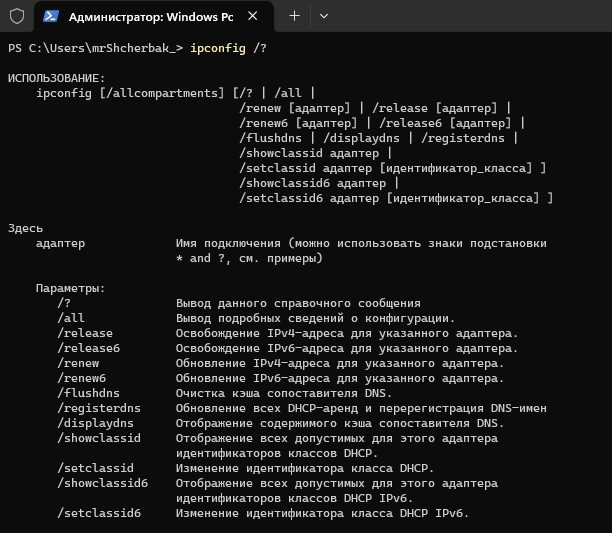 Администратор: Windows Pc
PS C:\Users\mrShcherbak_> ipconfig /?
ИСПОЛЬЗОВАНИЕ:
ipconfig [/allcompartments] [/? | /all |
/renew [адаптер] | /release [адаптер] |
/renew6 [адаптер] | /release6 [адаптер] |
/flushdns | /displaydns | /registerdns |
/showclassid адаптер |
/setclassid адаптер [идентификатор_класса] ]
/showclassid6 адаптер |
/setclassid6 адаптер [идентификатор_класса] ]
Здесь
адаптер Имя подключения (можно использовать знаки подстановки
* and ?, см. примеры)
Параметры:
/? Вывод данного справочного сообщения
/all Вывод подробных сведений о конфигурации.
/release Освобождение IPv4-адреса для указанного адаптера.
/release6 Освобождение IPv6-адреса для указанного адаптера.
/renew Обновление IPv4-адреса для указанного адаптера.
/renew6 Обновление IPv6-адреса для указанного адаптера.
/flushdns Очистка кэша сопоставителя DNS.
/registerdns Обновление всех DHCP-аренд и перерегистрация DNS-имен
/displaydns Отображение содержимого кэша сопоставителя DNS.
/showclassid Отображение всех допустимых для этого адаптера
идентификаторов классов DHCP.
/setclassid Изменение идентификатора класса DHCP.
/showclassid6 Отображение всех допустимых для этого адаптера
идентификаторов классов DHCP IPv6.
/setclassid6 Изменение идентификатора класса DHCP IPv6.